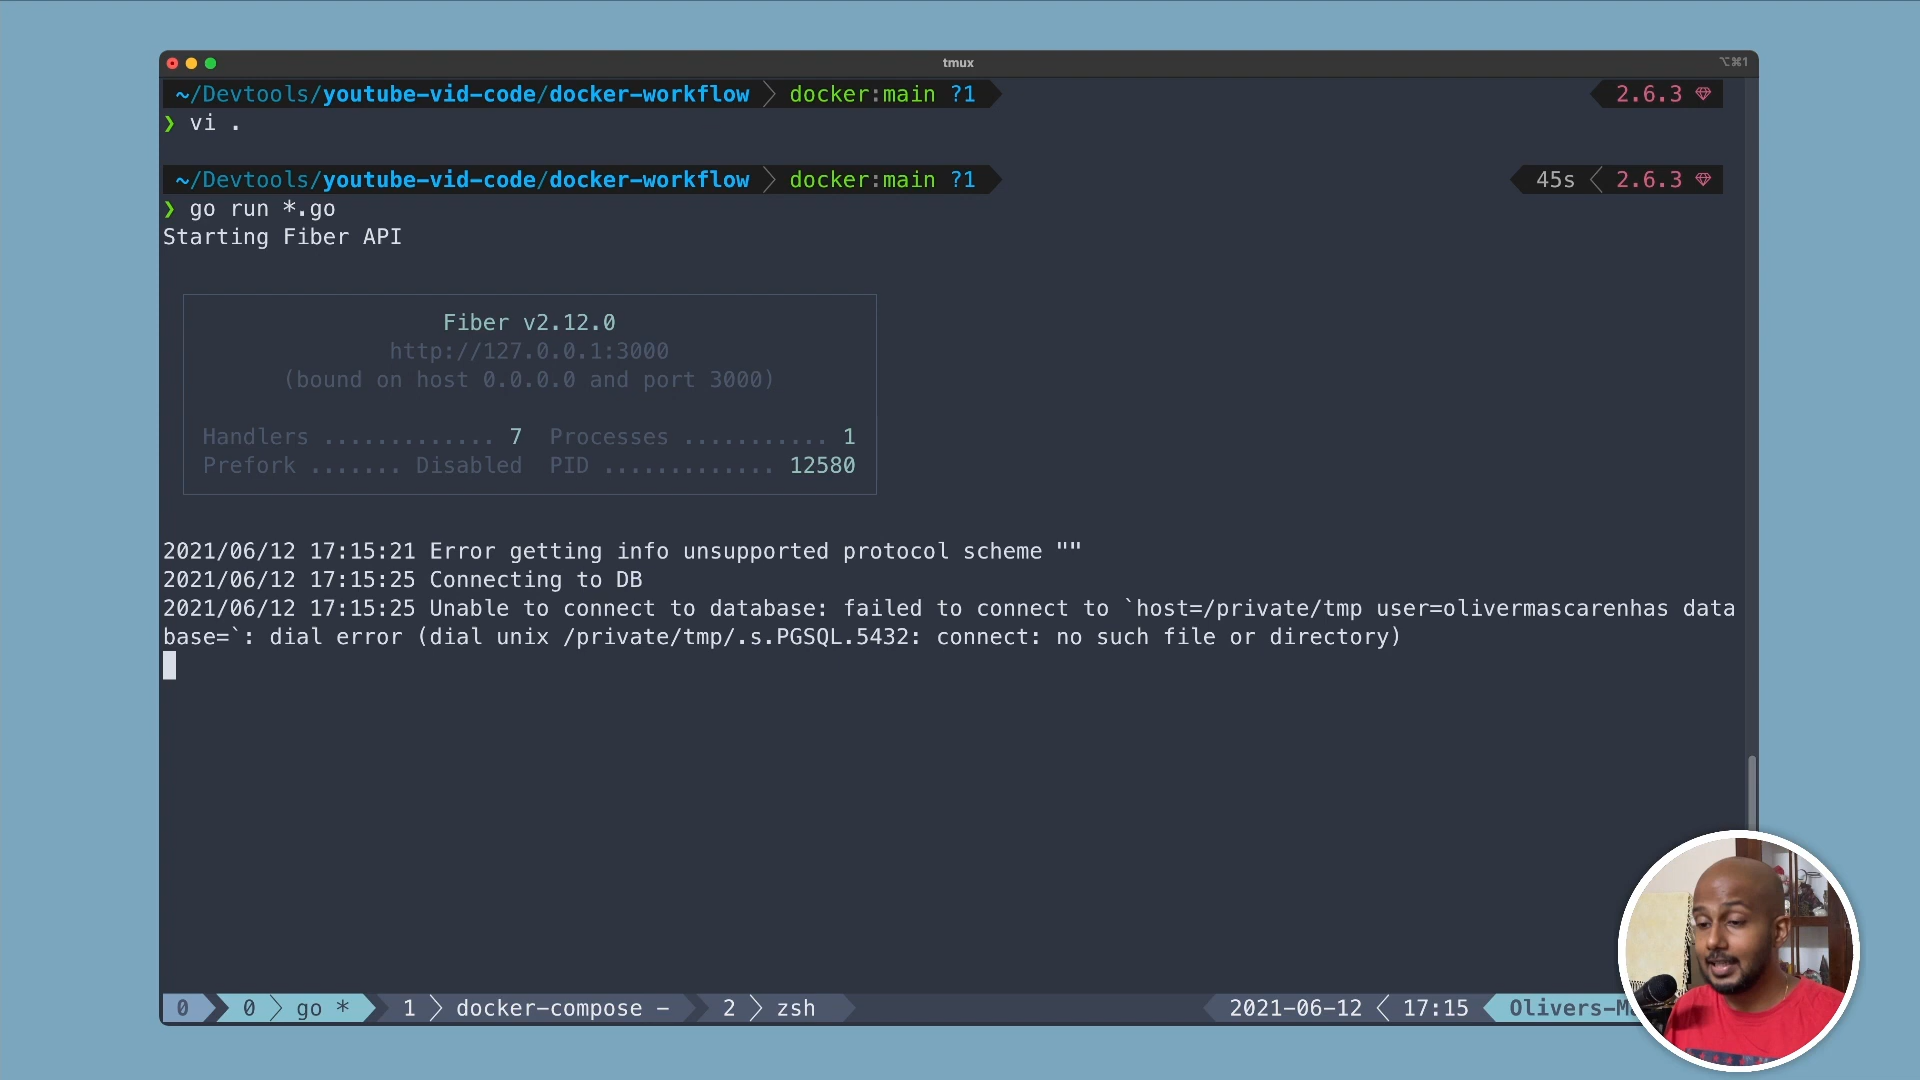 tmux
⌥⌘1
~/Devtools/youtube-vid-code/docker-workflow docker:main ?1 2.6.3
❯ vi .
~/Devtools/youtube-vid-code/docker-workflow docker:main ?1 45s 2.6.3
❯ go run *.go
Starting Fiber API
Fiber v2.12.0
http://127.0.0.1:3000
(bound on host 0.0.0.0 and port 3000)
Handlers ............. 7 Processes ........... 1
Prefork ....... Disabled PID ............. 12580
2021/06/12 17:15:21 Error getting info unsupported protocol scheme ""
2021/06/12 17:15:25 Connecting to DB
2021/06/12 17:15:25 Unable to connect to database: failed to connect to `host=/private/tmp user=olivermascarenhas data
base=`: dial error (dial unix /private/tmp/.s.PGSQL.5432: connect: no such file or directory)
0 0 go * 1 docker-compose - 2 zsh 2021-06-12 17:15 Olivers-M